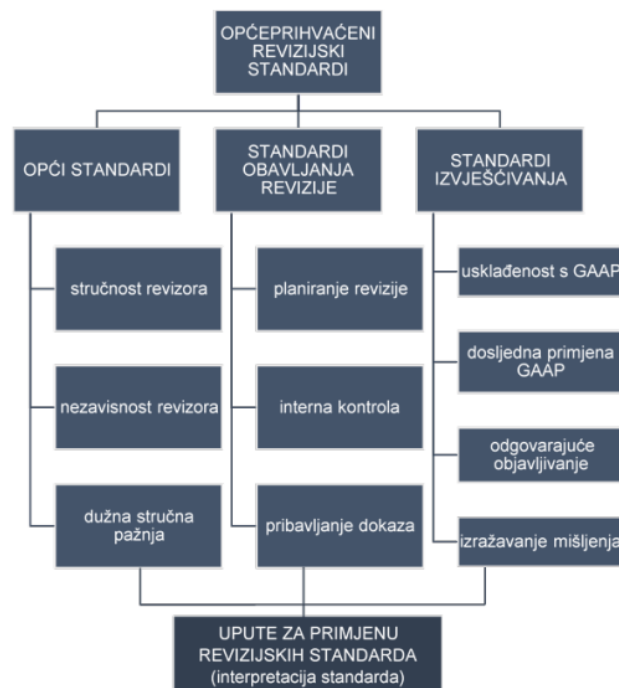 OPĆEPRIHVAĆENI
REVIZIJSKI
STANDARDI
OPĆI STANDARDI
stručnost revizora
nezavisnost revizora
dužna stručna
pažnja
STANDARDI
OBAVLJANJA
REVIZIJE
planiranje revizije
interna kontrola
pribavljanje dokaza
STANDARDI
IZVJEŠĆIVANJA
usklađenost s GAAP
dosljedna primjena
GAAP
odgovarajuće
objavljivanje
izražavanje mišljenja
UPUTE ZA PRIMJENU
REVIZIJSKIH STANDARDA
(interpretacija standarda)